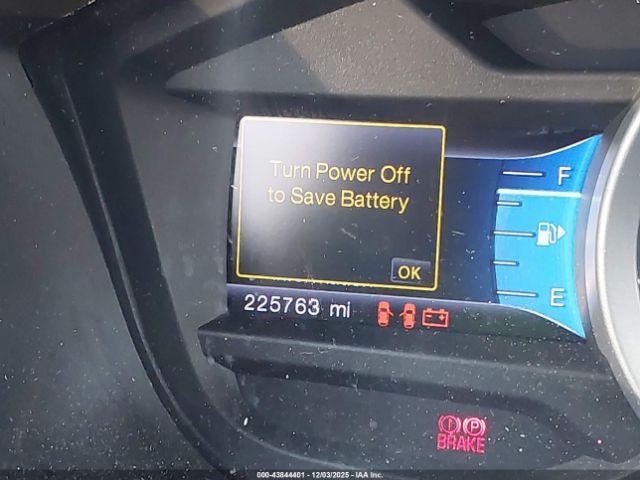 Turn Power Off
to Save Battery
OK
F
E
225763 mi
P
BRAKE
000-43844401 - 12/03/2025 - IAA Inc.